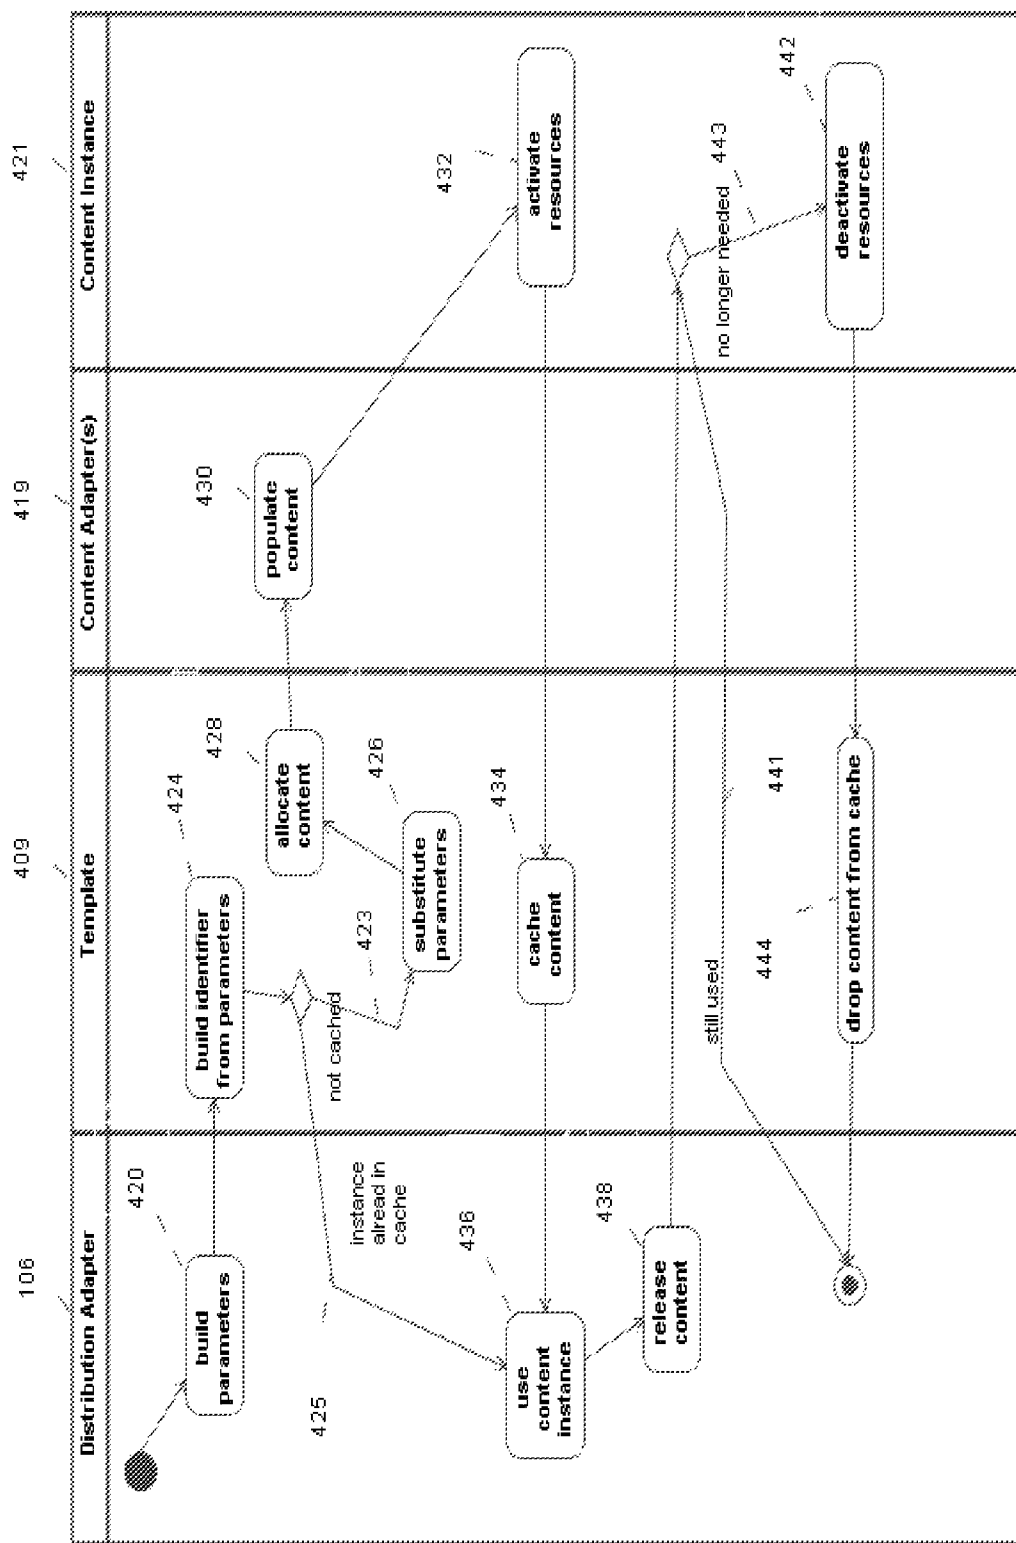 106
409
419
421
Distribution Adapter
Template
Content Adapter(s)
Content Instance
420
build
parameters
424
build identifier
from parameters
428
allocate
content
430
populate
content
not cached
423
426
substitute
parameters
instance
alread in
cache
425
432
activate
resources
434
cache
content
436
use
content
instance
438
release
content
no longer needed
443
still used
441
442
deactivate
resources
444
drop content from cache